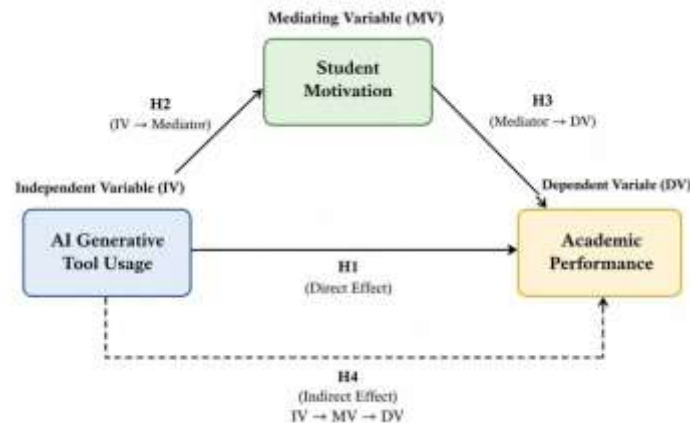 Mediating Variable (MV)
Student
Motivation
H2
(IV → Mediator)
H3
(Mediator → DV)
Independent Variable (IV)
Dependent Variale (DV)
AI Generative
Tool Usage
Academic
Performance
H1
(Direct Effect)
H4
(Indirect Effect)
IV → MV → DV